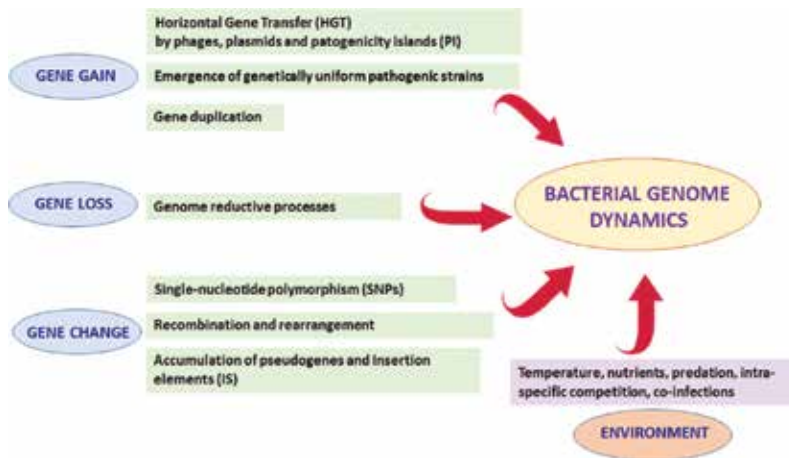 GENE GAIN
Horizontal Gene Transfer (HGT)
by phages, plasmids and patogenicity islands (PI)
Emergence of genetically uniform pathogenic strains
Gene duplication
GENE LOSS
Genome reductive processes
GENE CHANGE
Single-nucleotide polymorphism (SNPs)
Recombination and rearrangement
Accumulation of pseudogenes and Insertion
elements (IS)
BACTERIAL GENOME
DYNAMICS
Temperature, nutrients, predation, intra-
specific competition, co-infections
ENVIRONMENT